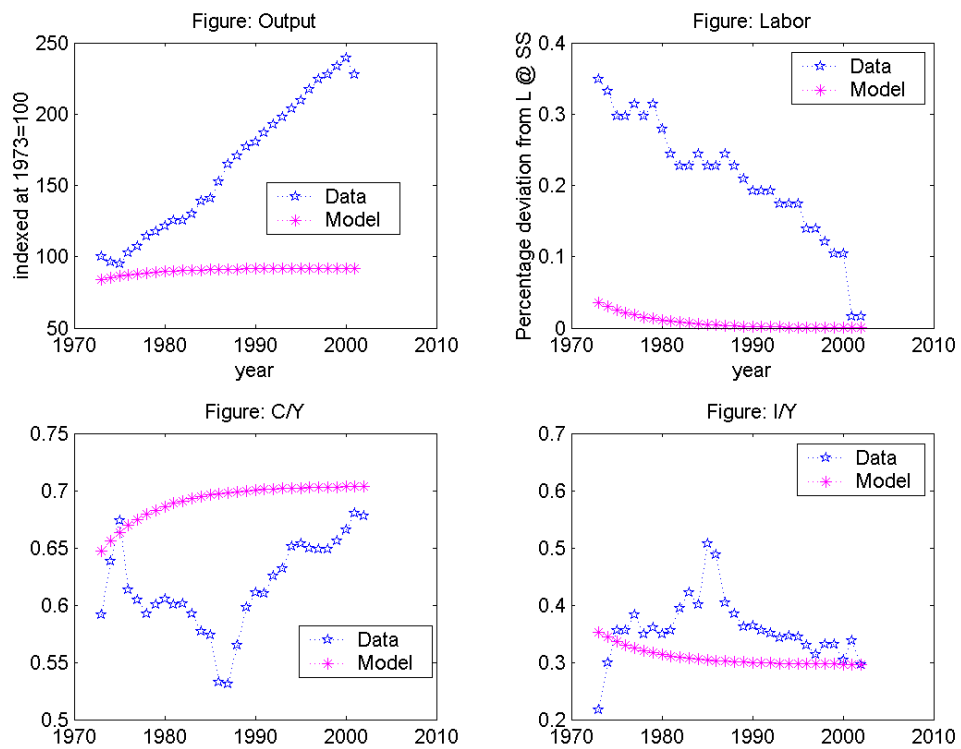 Figure: Output
250
200
150
100
50
1970
1980
1990
2000
2010
indexed at 1973=100
year
Data
Model
Figure: Labor
0.4
0.3
0.2
0.1
0
1970
1980
1990
2000
2010
Percentage deviation from L @ SS
year
Data
Model
Figure: C/Y
0.75
0.7
0.65
0.6
0.55
0.5
1970
1980
1990
2000
2010
Data
Model
Figure: I/Y
0.7
0.6
0.5
0.4
0.3
0.2
1970
1980
1990
2000
2010
Data
Model